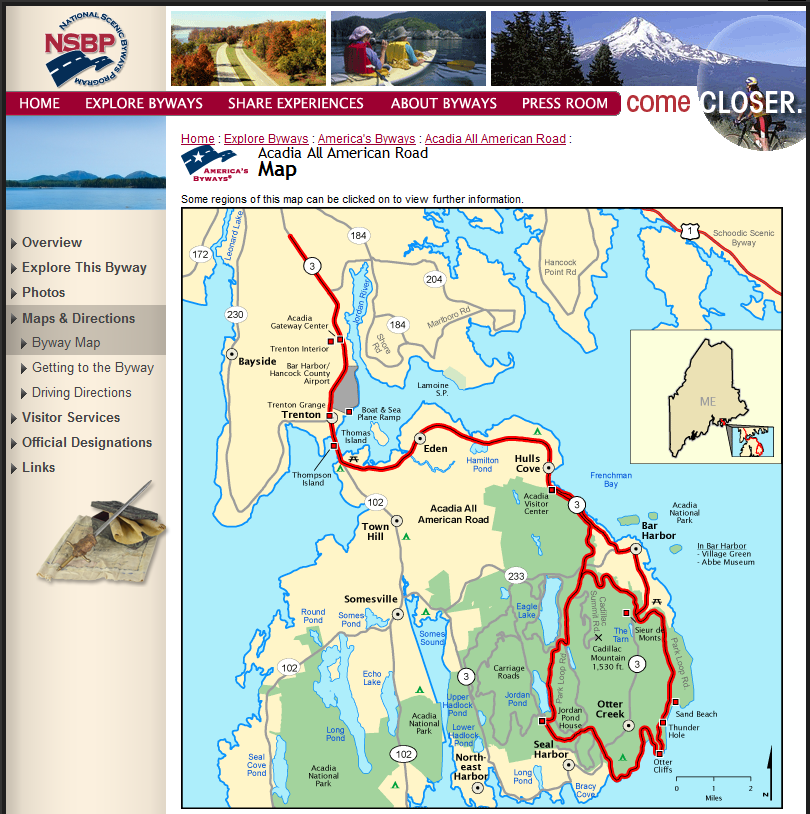 NATIONAL SCENIC BYWAYS PROGRAM
NSBP
HOME
EXPLORE BYWAYS
SHARE EXPERIENCES
ABOUT BYWAYS
PRESS ROOM
come CLOSER.
Home : Explore Byways : America's Byways : Acadia All American Road :
AMERICA'S
BYWAYS®
Acadia All American Road
Map
Some regions of this map can be clicked on to view further information.
Overview
Explore This Byway
Photos
Maps & Directions
Byway Map
Getting to the Byway
Driving Directions
Visitor Services
Official Designations
Links
172
Leonard Lake
184
3
204
Jordan River
Hancock
Point Rd
1
Schoodic Scenic
Byway
230
Acadia
Gateway Center
184
Marlboro Rd
Shore
Rd
Trenton Interior
Bayside
Bar Harbor/
Hancock County
Airport
Lamoine
S.P.
ME
Trenton Grange
Trenton
Boat & Sea
Plane Ramp
Thomas
Island
Eden
Thompson
Island
Hamilton
Pond
Hulls
Cove
Frenchman
Bay
102
Acadia All
American Road
Acadia
Visitor
Center
3
Acadia
National
Park
Town
Hill
Bar
Harbor
In Bar Harbor
- Village Green
- Abbe Museum
233
Somesville
Eagle
Lake
Cadillac
Summit Rd.
Round
Pond
Somes
Pond
Somes
Sound
The
Tarn
Sieur de
Monts
Cadillac
Mountain
1,530 ft.
102
Echo
Lake
3
Carriage
Roads
Park Loop Rd.
3
Park Loop Rd.
Upper
Hadlock
Pond
Jordan
Pond
Otter
Creek
Jordan
Pond
House
Sand Beach
Long
Pond
Acadia
National
Park
Lower
Hadlock
Pond
Thunder
Hole
Seal
Cove
Pond
Acadia
National
Park
102
North-
east
Harbor
Seal
Harbor
Otter
Cliffs
Long
Pond
Bracy
Cove
0 1 2
Miles
N